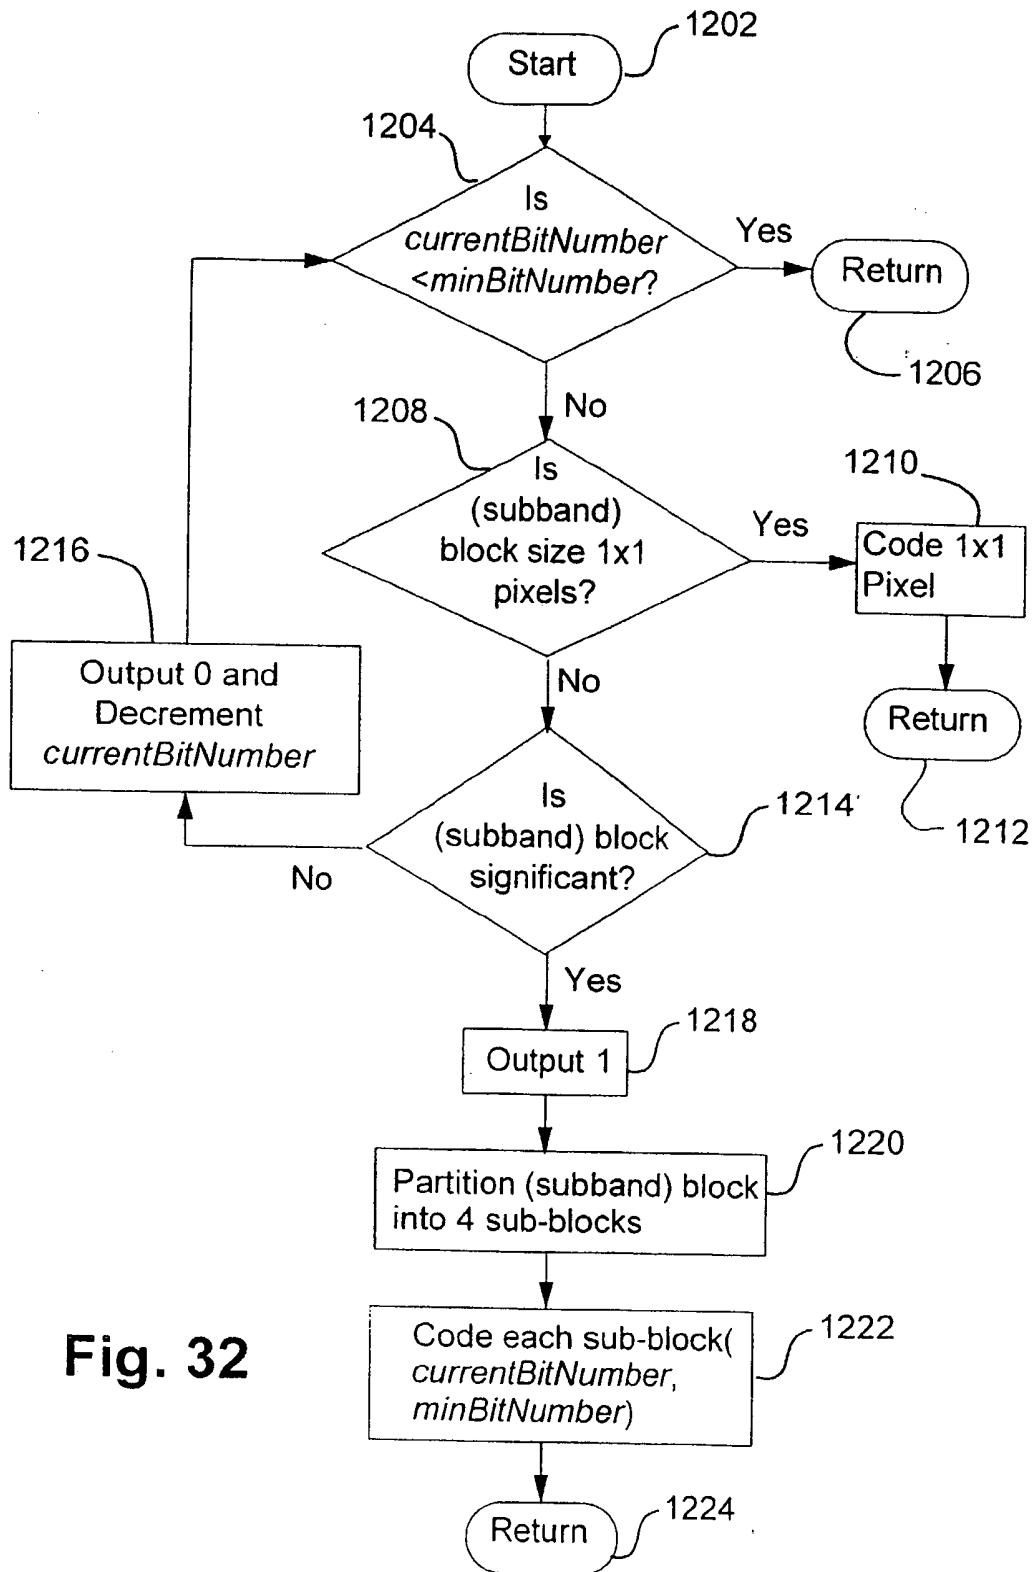 1202
Start
1204
Is
currentBitNumber
<minBitNumber?
Yes
Return
1206
No
1208
Is
(subband)
block size 1x1
pixels?
Yes
1210
Code 1x1
Pixel
Return
1212
1216
Output 0 and
Decrement
currentBitNumber
No
Is
(subband) block
significant?
1214
No
Yes
Output 1
1218
Partition (subband) block
into 4 sub-blocks
1220
Code each sub-block(
currentBitNumber,
minBitNumber)
1222
Return
1224
Fig. 32